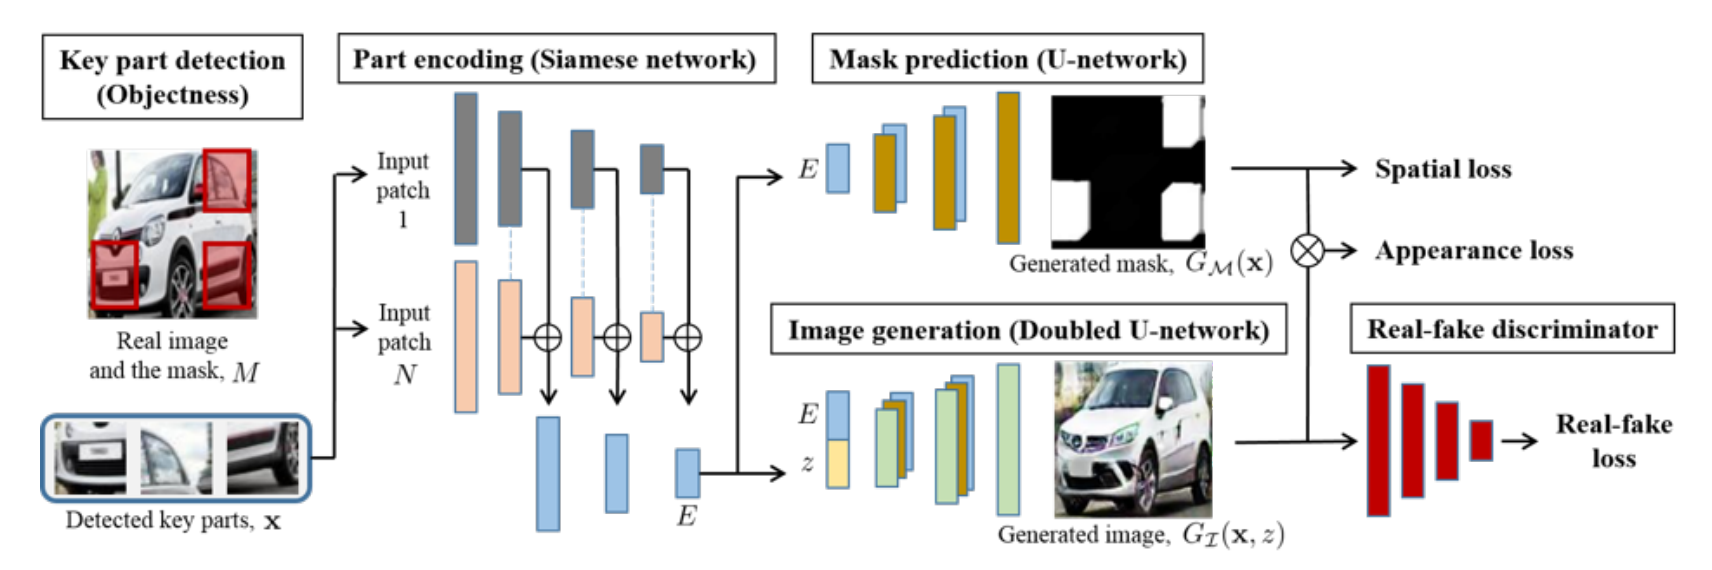 Key part detection
(Objectness)
Real image
and the mask, M
Detected key parts, x
Part encoding (Siamese network)
Input
patch
1
Input
patch
N
E
Mask prediction (U-network)
E
Generated mask, G_ℳ(x)
Image generation (Doubled U-network)
E
z
Generated image, G_ℐ(x, z)
Spatial loss
Appearance loss
Real-fake discriminator
Real-fake
loss